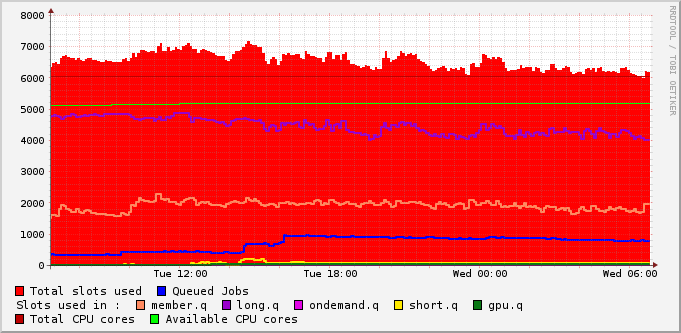 8000
7000
6000
5000
4000
3000
2000
1000
0
Tue 12:00 Tue 18:00 Wed 00:00 Wed 06:00
Total slots used Queued Jobs
Slots used in : member.q long.q ondemand.q short.q gpu.q
Total CPU cores Available CPU cores
RRDTOOL / TOBI OETIKER